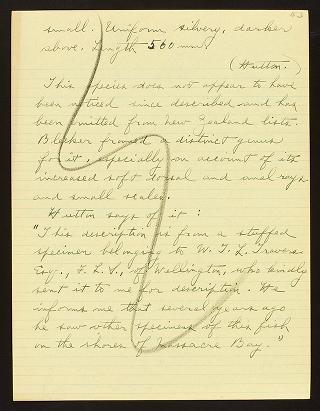 53
small. Uniform silvery, darker
above. Length 560 mm.
(Hutton.)
This species does not appear to have
been noticed since described and has
been omitted from New Zealand lists.
Bleeker framed a distinct genus
for it, especially on account of its
increased soft dorsal and anal rays
and small scales.
Hutton says of it :
"This description is from a stuffed
specimen belonging to W. T. L. Travers
Esq., F. L. S., of Wellington, who kindly
sent it to me for description. He
informs me that several years ago
he saw other specimens of this fish
on the shores of Massacre Bay."